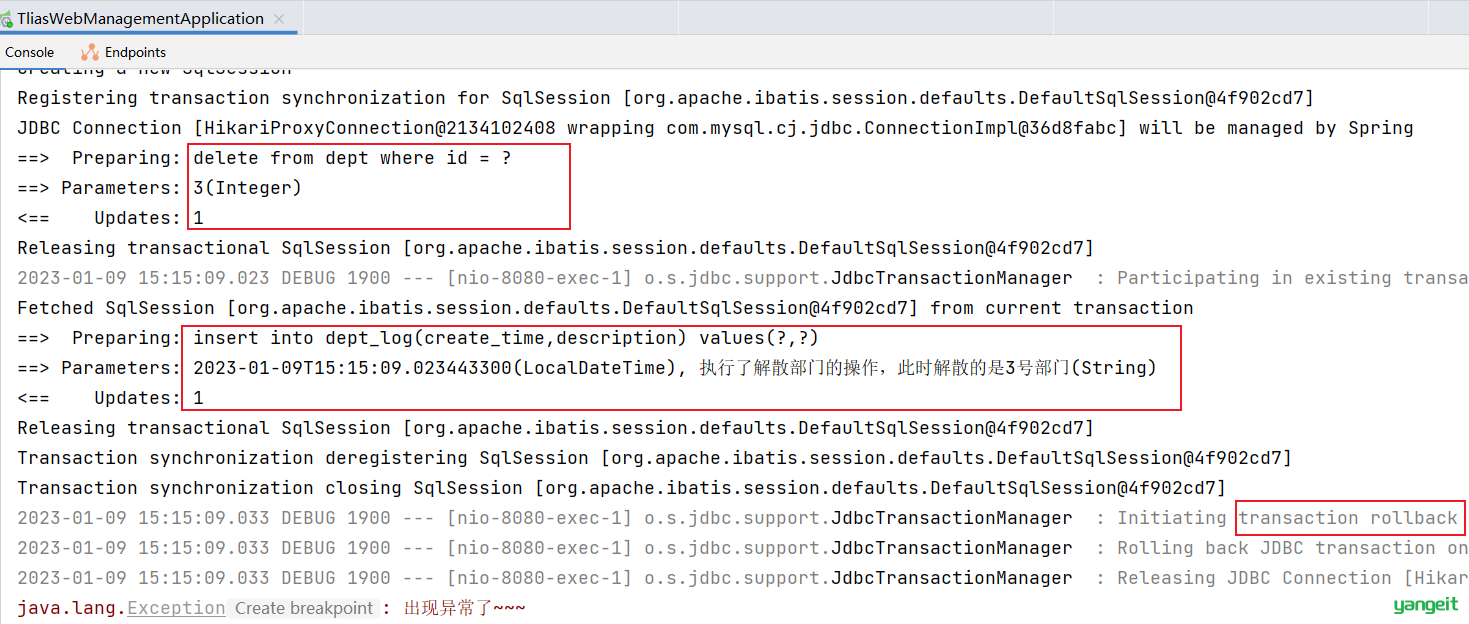 TliasWebManagementApplication
Console Endpoints
Creating a new SqlSession
Registering transaction synchronization for SqlSession [org.apache.ibatis.session.defaults.DefaultSqlSession@4f902cd7]
JDBC Connection [HikariProxyConnection@2134102408 wrapping com.mysql.cj.jdbc.ConnectionImpl@36d8fabc] will be managed by Spring
==>  Preparing: delete from dept where id = ?
==> Parameters: 3(Integer)
<==    Updates: 1
Releasing transactional SqlSession [org.apache.ibatis.session.defaults.DefaultSqlSession@4f902cd7]
2023-01-09 15:15:09.023 DEBUG 1900 --- [nio-8080-exec-1] o.s.jdbc.support.JdbcTransactionManager  : Participating in existing transa
Fetched SqlSession [org.apache.ibatis.session.defaults.DefaultSqlSession@4f902cd7] from current transaction
==>  Preparing: insert into dept_log(create_time,description) values(?,?)
==> Parameters: 2023-01-09T15:15:09.023443300(LocalDateTime), 执行了解散部门的操作，此时解散的是3号部门(String)
<==    Updates: 1
Releasing transactional SqlSession [org.apache.ibatis.session.defaults.DefaultSqlSession@4f902cd7]
Transaction synchronization deregistering SqlSession [org.apache.ibatis.session.defaults.DefaultSqlSession@4f902cd7]
Transaction synchronization closing SqlSession [org.apache.ibatis.session.defaults.DefaultSqlSession@4f902cd7]
2023-01-09 15:15:09.033 DEBUG 1900 --- [nio-8080-exec-1] o.s.jdbc.support.JdbcTransactionManager  : Initiating transaction rollback
2023-01-09 15:15:09.033 DEBUG 1900 --- [nio-8080-exec-1] o.s.jdbc.support.JdbcTransactionManager  : Rolling back JDBC transaction on
2023-01-09 15:15:09.033 DEBUG 1900 --- [nio-8080-exec-1] o.s.jdbc.support.JdbcTransactionManager  : Releasing JDBC Connection [Hikar
java.lang.Exception Create breakpoint : 出现异常了~~~
yangeit